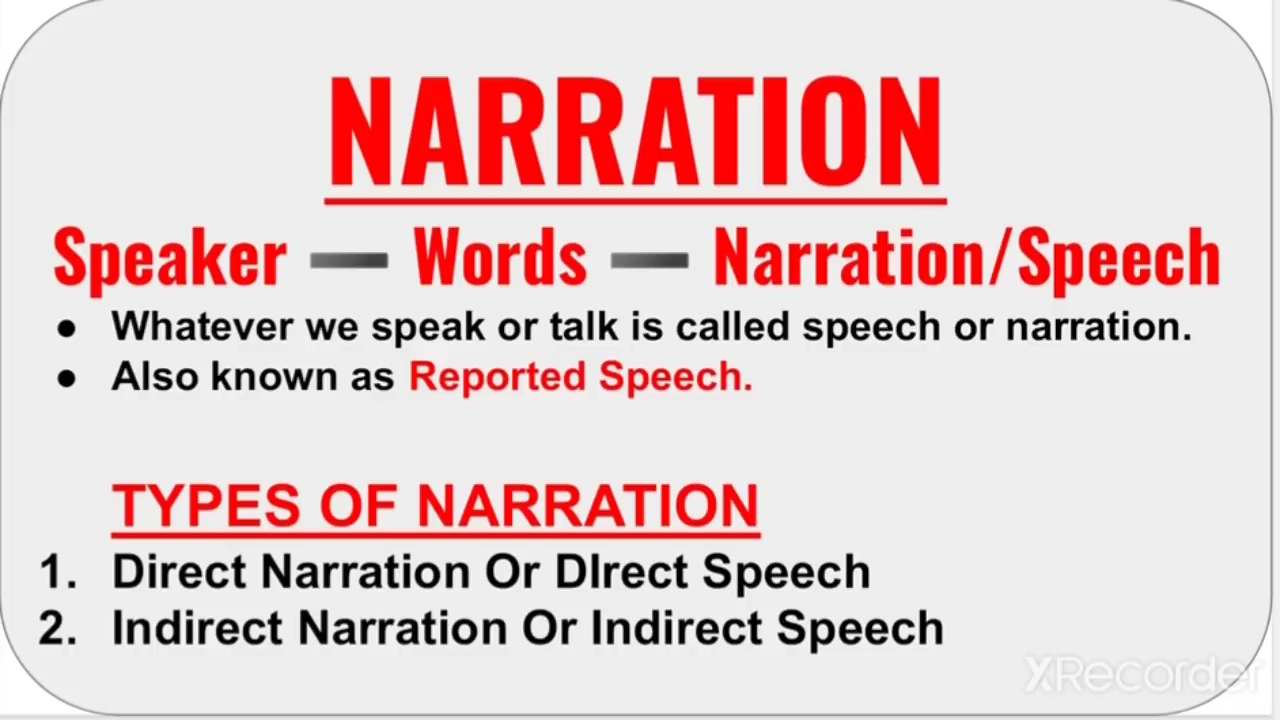 NARRATION
Speaker — Words — Narration/Speech
● Whatever we speak or talk is called speech or narration.
● Also known as Reported Speech.
TYPES OF NARRATION
1. Direct Narration Or DIrect Speech
2. Indirect Narration Or Indirect Speech
XRecorder